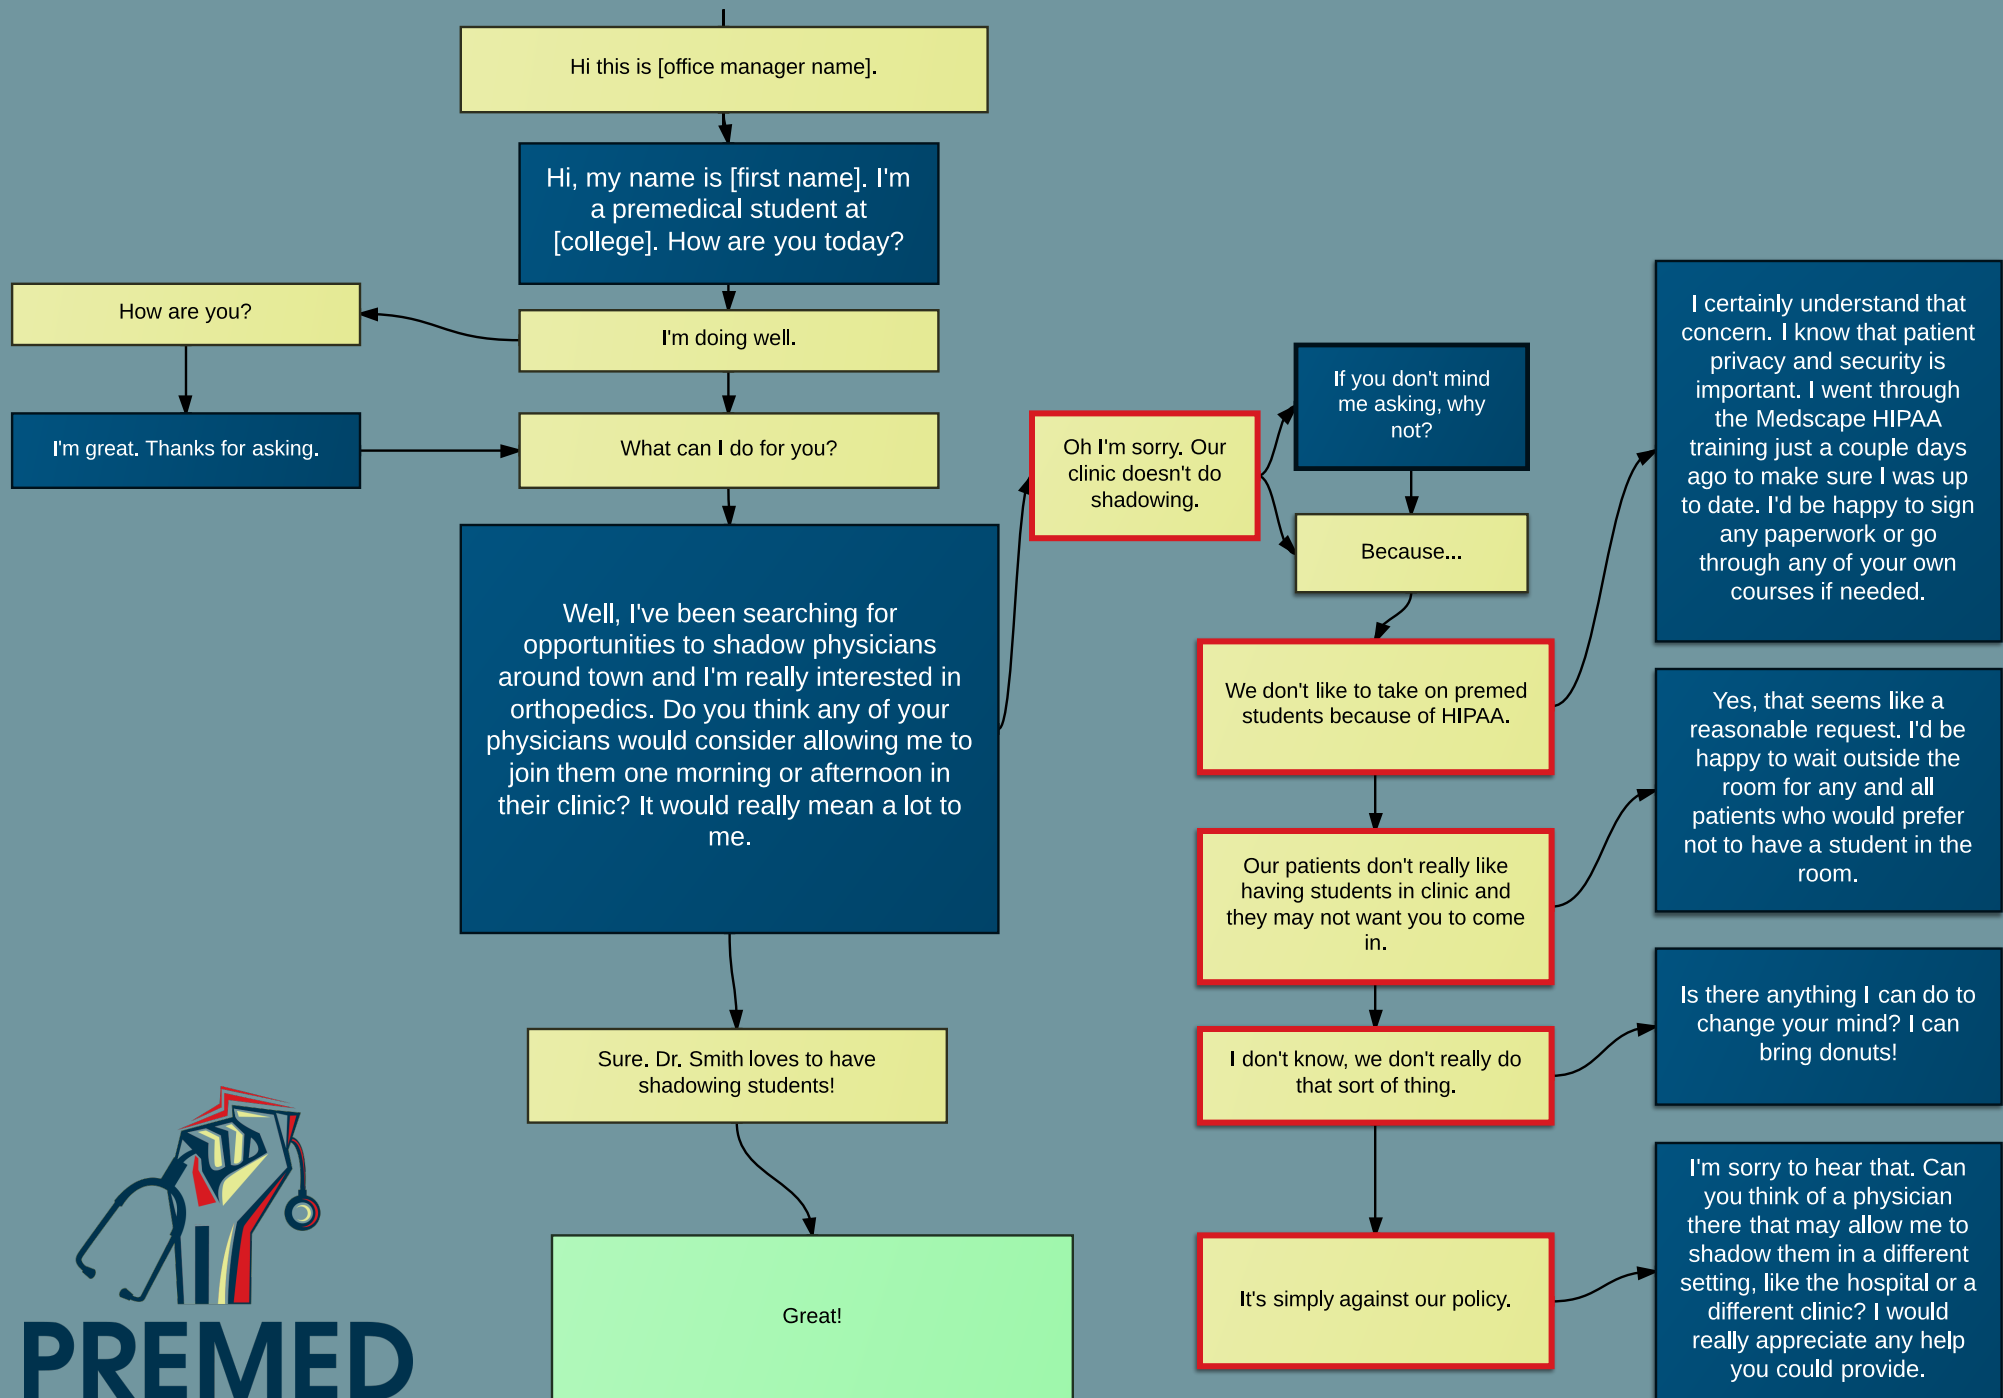 Hi this is [office manager name].
Hi, my name is [first name]. I'm
a premedical student at
[college]. How are you today?
How are you?
I'm doing well.
I'm great. Thanks for asking.
What can I do for you?
Well, I've been searching for
opportunities to shadow physicians
around town and I'm really interested in
orthopedics. Do you think any of your
physicians would consider allowing me to
join them one morning or afternoon in
their clinic? It would really mean a lot to
me.
Sure. Dr. Smith loves to have
shadowing students!
Great!
Oh I'm sorry. Our
clinic doesn't do
shadowing.
If you don't mind
me asking, why
not?
Because...
We don't like to take on premed
students because of HIPAA.
I certainly understand that
concern. I know that patient
privacy and security is
important. I went through
the Medscape HIPAA
training just a couple days
ago to make sure I was up
to date. I'd be happy to sign
any paperwork or go
through any of your own
courses if needed.
Our patients don't really like
having students in clinic and
they may not want you to come
in.
Yes, that seems like a
reasonable request. I'd be
happy to wait outside the
room for any and all
patients who would prefer
not to have a student in the
room.
I don't know, we don't really do
that sort of thing.
Is there anything I can do to
change your mind? I can
bring donuts!
It's simply against our policy.
I'm sorry to hear that. Can
you think of a physician
there that may allow me to
shadow them in a different
setting, like the hospital or a
different clinic? I would
really appreciate any help
you could provide.
PREMED